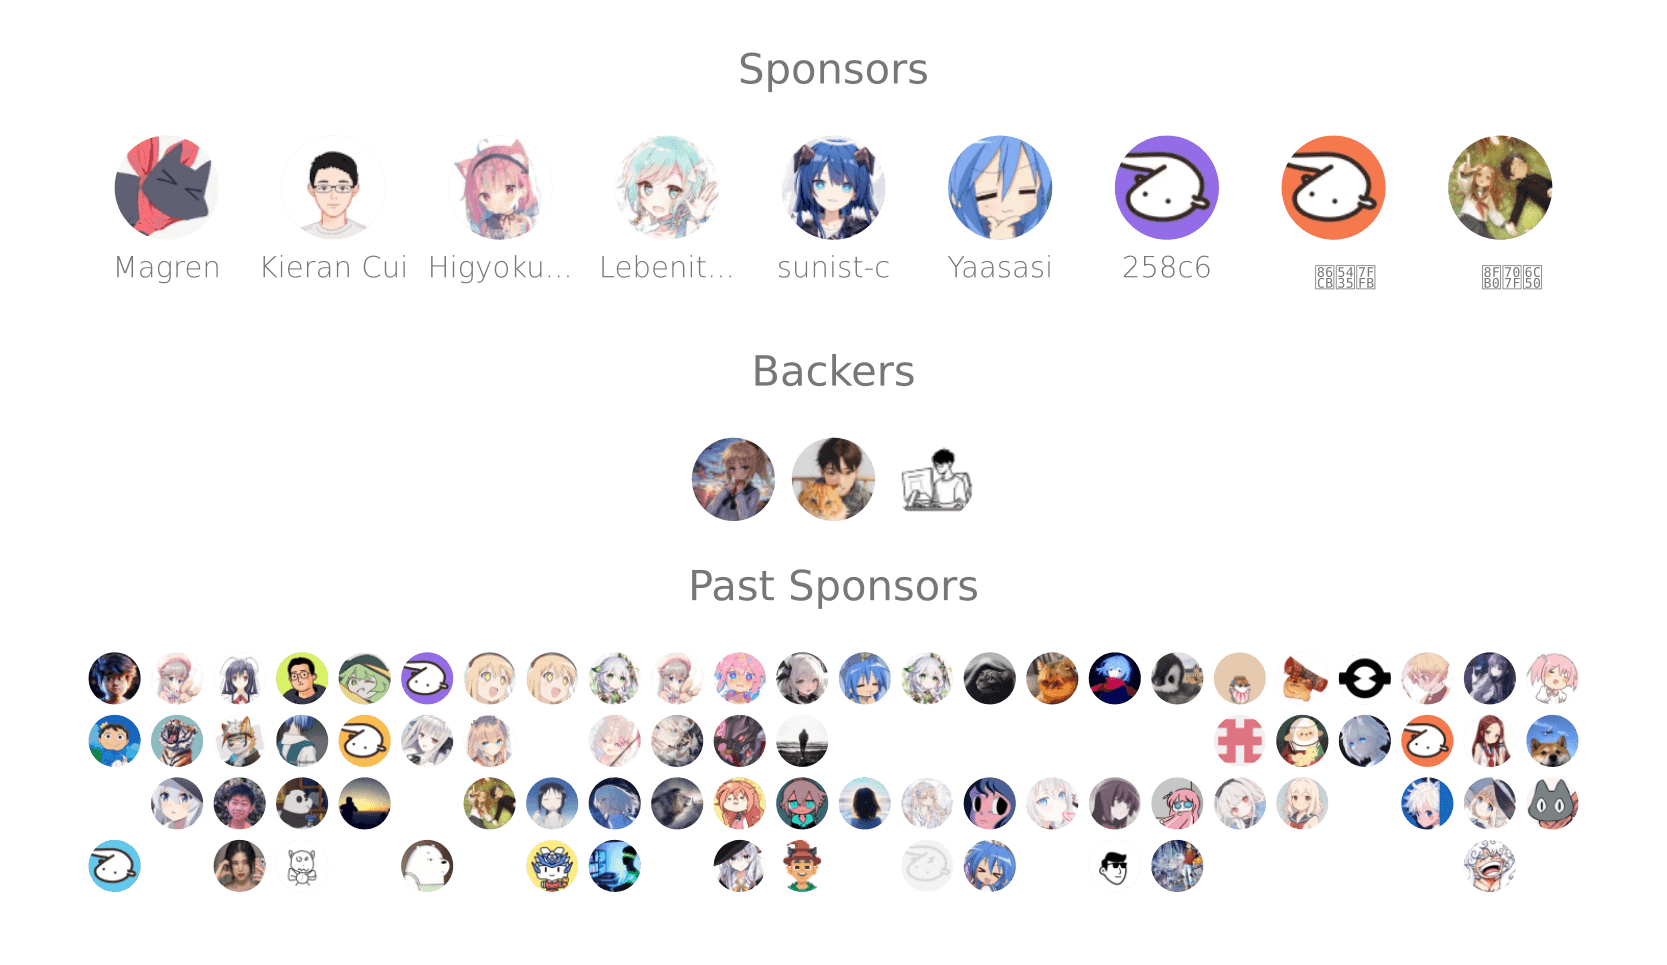 Sponsors
Magren Kieran Cui Higyoku... Lebenit... sunist-c Yaasasi 258c6
Backers
Past Sponsors